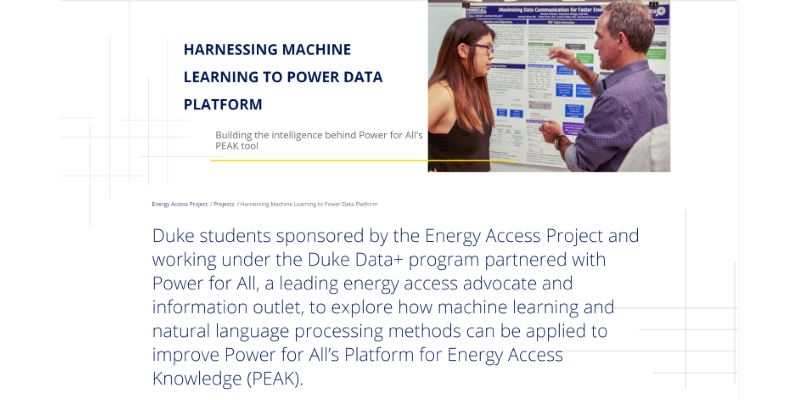 Maximizing Data Communication for Faster Ener
HARNESSING MACHINE
LEARNING TO POWER DATA
PLATFORM
Building the intelligence behind Power for All's
PEAK tool
Energy Access Project / Projects / Harnessing Machine Learning to Power Data Platform
Duke students sponsored by the Energy Access Project and
working under the Duke Data+ program partnered with
Power for All, a leading energy access advocate and
information outlet, to explore how machine learning and
natural language processing methods can be applied to
improve Power for All’s Platform for Energy Access
Knowledge (PEAK).